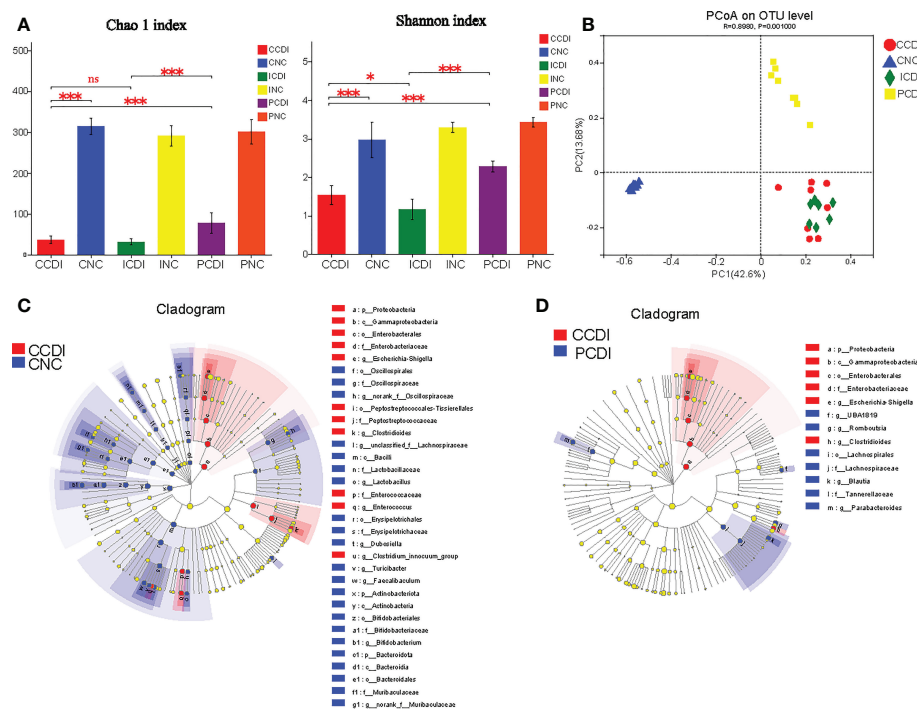 A
Chao 1 index
500
400
300
200
100
0
ns
***
***
***
CCDI
CNC
ICDI
INC
PCDI
PNC
CCDI
CNC
ICDI
INC
PCDI
PNC
Shannon index
5
4
3
2
1
0
*
***
***
***
CCDI
CNC
ICDI
INC
PCDI
PNC
CCDI
CNC
ICDI
INC
PCDI
PNC
B
PCoA on OTU level
R=0.8980, P=0.001000
PC2(13.68%)
0.4
0.2
0
-0.2
-0.6
-0.4
-0.2
0
0.2
0.4
PC1(42.6%)
CCDI
CNC
ICDI
PCDI
C
Cladogram
CCDI
CNC
a : p__Proteobacteria
b : c__Gammaproteobacteria
c : o__Enterobacterales
d : f__Enterobacteriaceae
e : g__Escherichia-Shigella
f : o__Oscillospirales
g : f__Oscillospiraceae
h : g__norank_f__Oscillospiraceae
i : o__Peptostreptococcales-Tissierellales
j : f__Peptostreptococcaceae
k : g__Clostridioides
l : g__unclassified_f__Lachnospiraceae
m : c__Bacilli
n : f__Lactobacillaceae
o : g__Lactobacillus
p : f__Enterococcaceae
q : g__Enterococcus
r : o__Erysipelotrichales
s : f__Erysipelotrichaceae
t : g__Dubosiella
u : g__Clostridium_innocuum_group
v : g__Turicibacter
w : g__Faecalibaculum
x : p__Actinobacteriota
y : c__Actinobacteria
z : o__Bifidobacteriales
a1 : f__Bifidobacteriaceae
b1 : g__Bifidobacterium
c1 : p__Bacteroidota
d1 : c__Bacteroidia
e1 : o__Bacteroidales
f1 : f__Muribaculaceae
g1 : g__norank_f__Muribaculaceae
D
Cladogram
CCDI
PCDI
a : p__Proteobacteria
b : c__Gammaproteobacteria
c : o__Enterobacterales
d : f__Enterobacteriaceae
e : g__Escherichia-Shigella
f : g__UBA1819
g : g__Romboutsia
h : g__Clostridioides
i : o__Lachnospirales
j : f__Lachnospiraceae
k : g__Blautia
l : f__Tannerellaceae
m : g__Parabacteroides